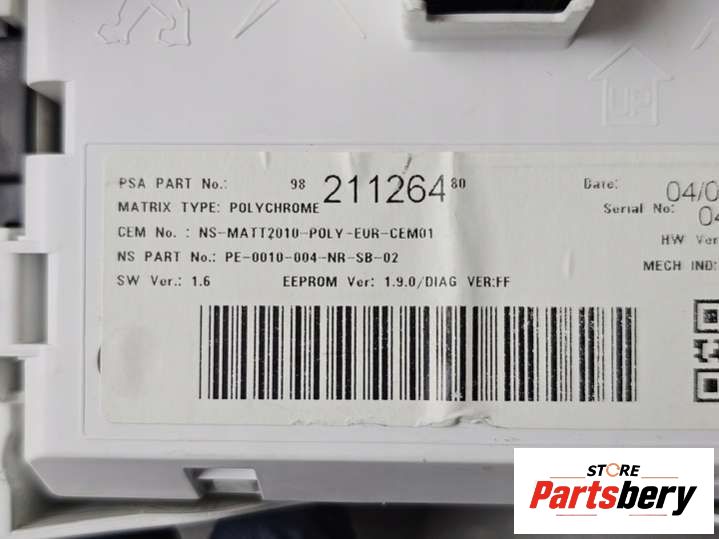 UP
PSA PART No.: 98 211264 80 Date: 04/0
MATRIX TYPE: POLYCHROME Serial No: 04
CEM No. : NS-MATT2010-POLY-EUR-CEM01 HW Ver
NS PART No.: PE-0010-004-NR-SB-02 MECH IND:
SW Ver.: 1.6 EEPROM Ver: 1.9.0/DIAG VER:FF
STORE
Partsbery